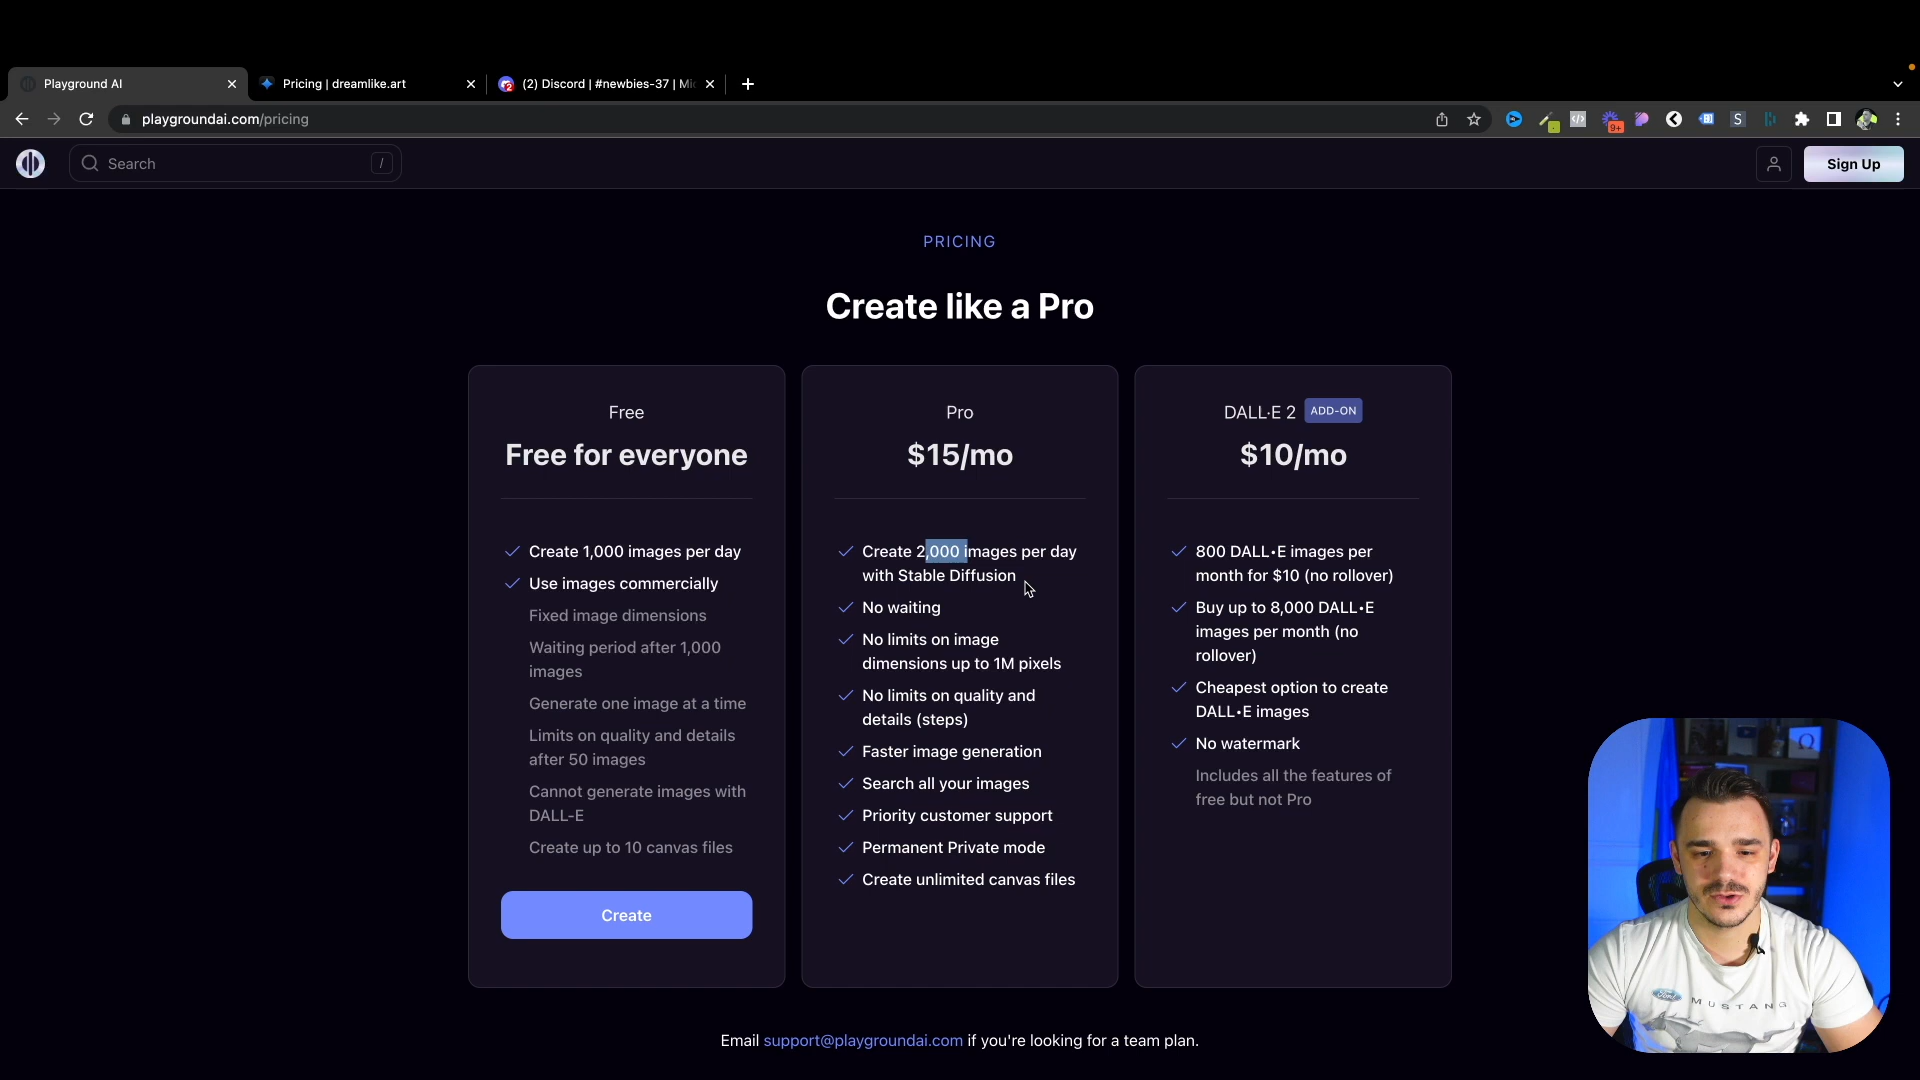 Playground AI
Pricing | dreamlike.art
(2) Discord | #newbies-37 | Mi
playgroundai.com/pricing
9+
S
Search
/
Sign Up
PRICING
Create like a Pro
Free
Free for everyone
Create 1,000 images per day
Use images commercially
Fixed image dimensions
Waiting period after 1,000
images
Generate one image at a time
Limits on quality and details
after 50 images
Cannot generate images with
DALL-E
Create up to 10 canvas files
Create
Pro
$15/mo
Create 2,000 images per day
with Stable Diffusion
No waiting
No limits on image
dimensions up to 1M pixels
No limits on quality and
details (steps)
Faster image generation
Search all your images
Priority customer support
Permanent Private mode
Create unlimited canvas files
DALL·E 2 ADD-ON
$10/mo
800 DALL•E images per
month for $10 (no rollover)
Buy up to 8,000 DALL•E
images per month (no
rollover)
Cheapest option to create
DALL•E images
No watermark
Includes all the features of
free but not Pro
Email support@playgroundai.com if you're looking for a team plan.
Ford
MUSTANG